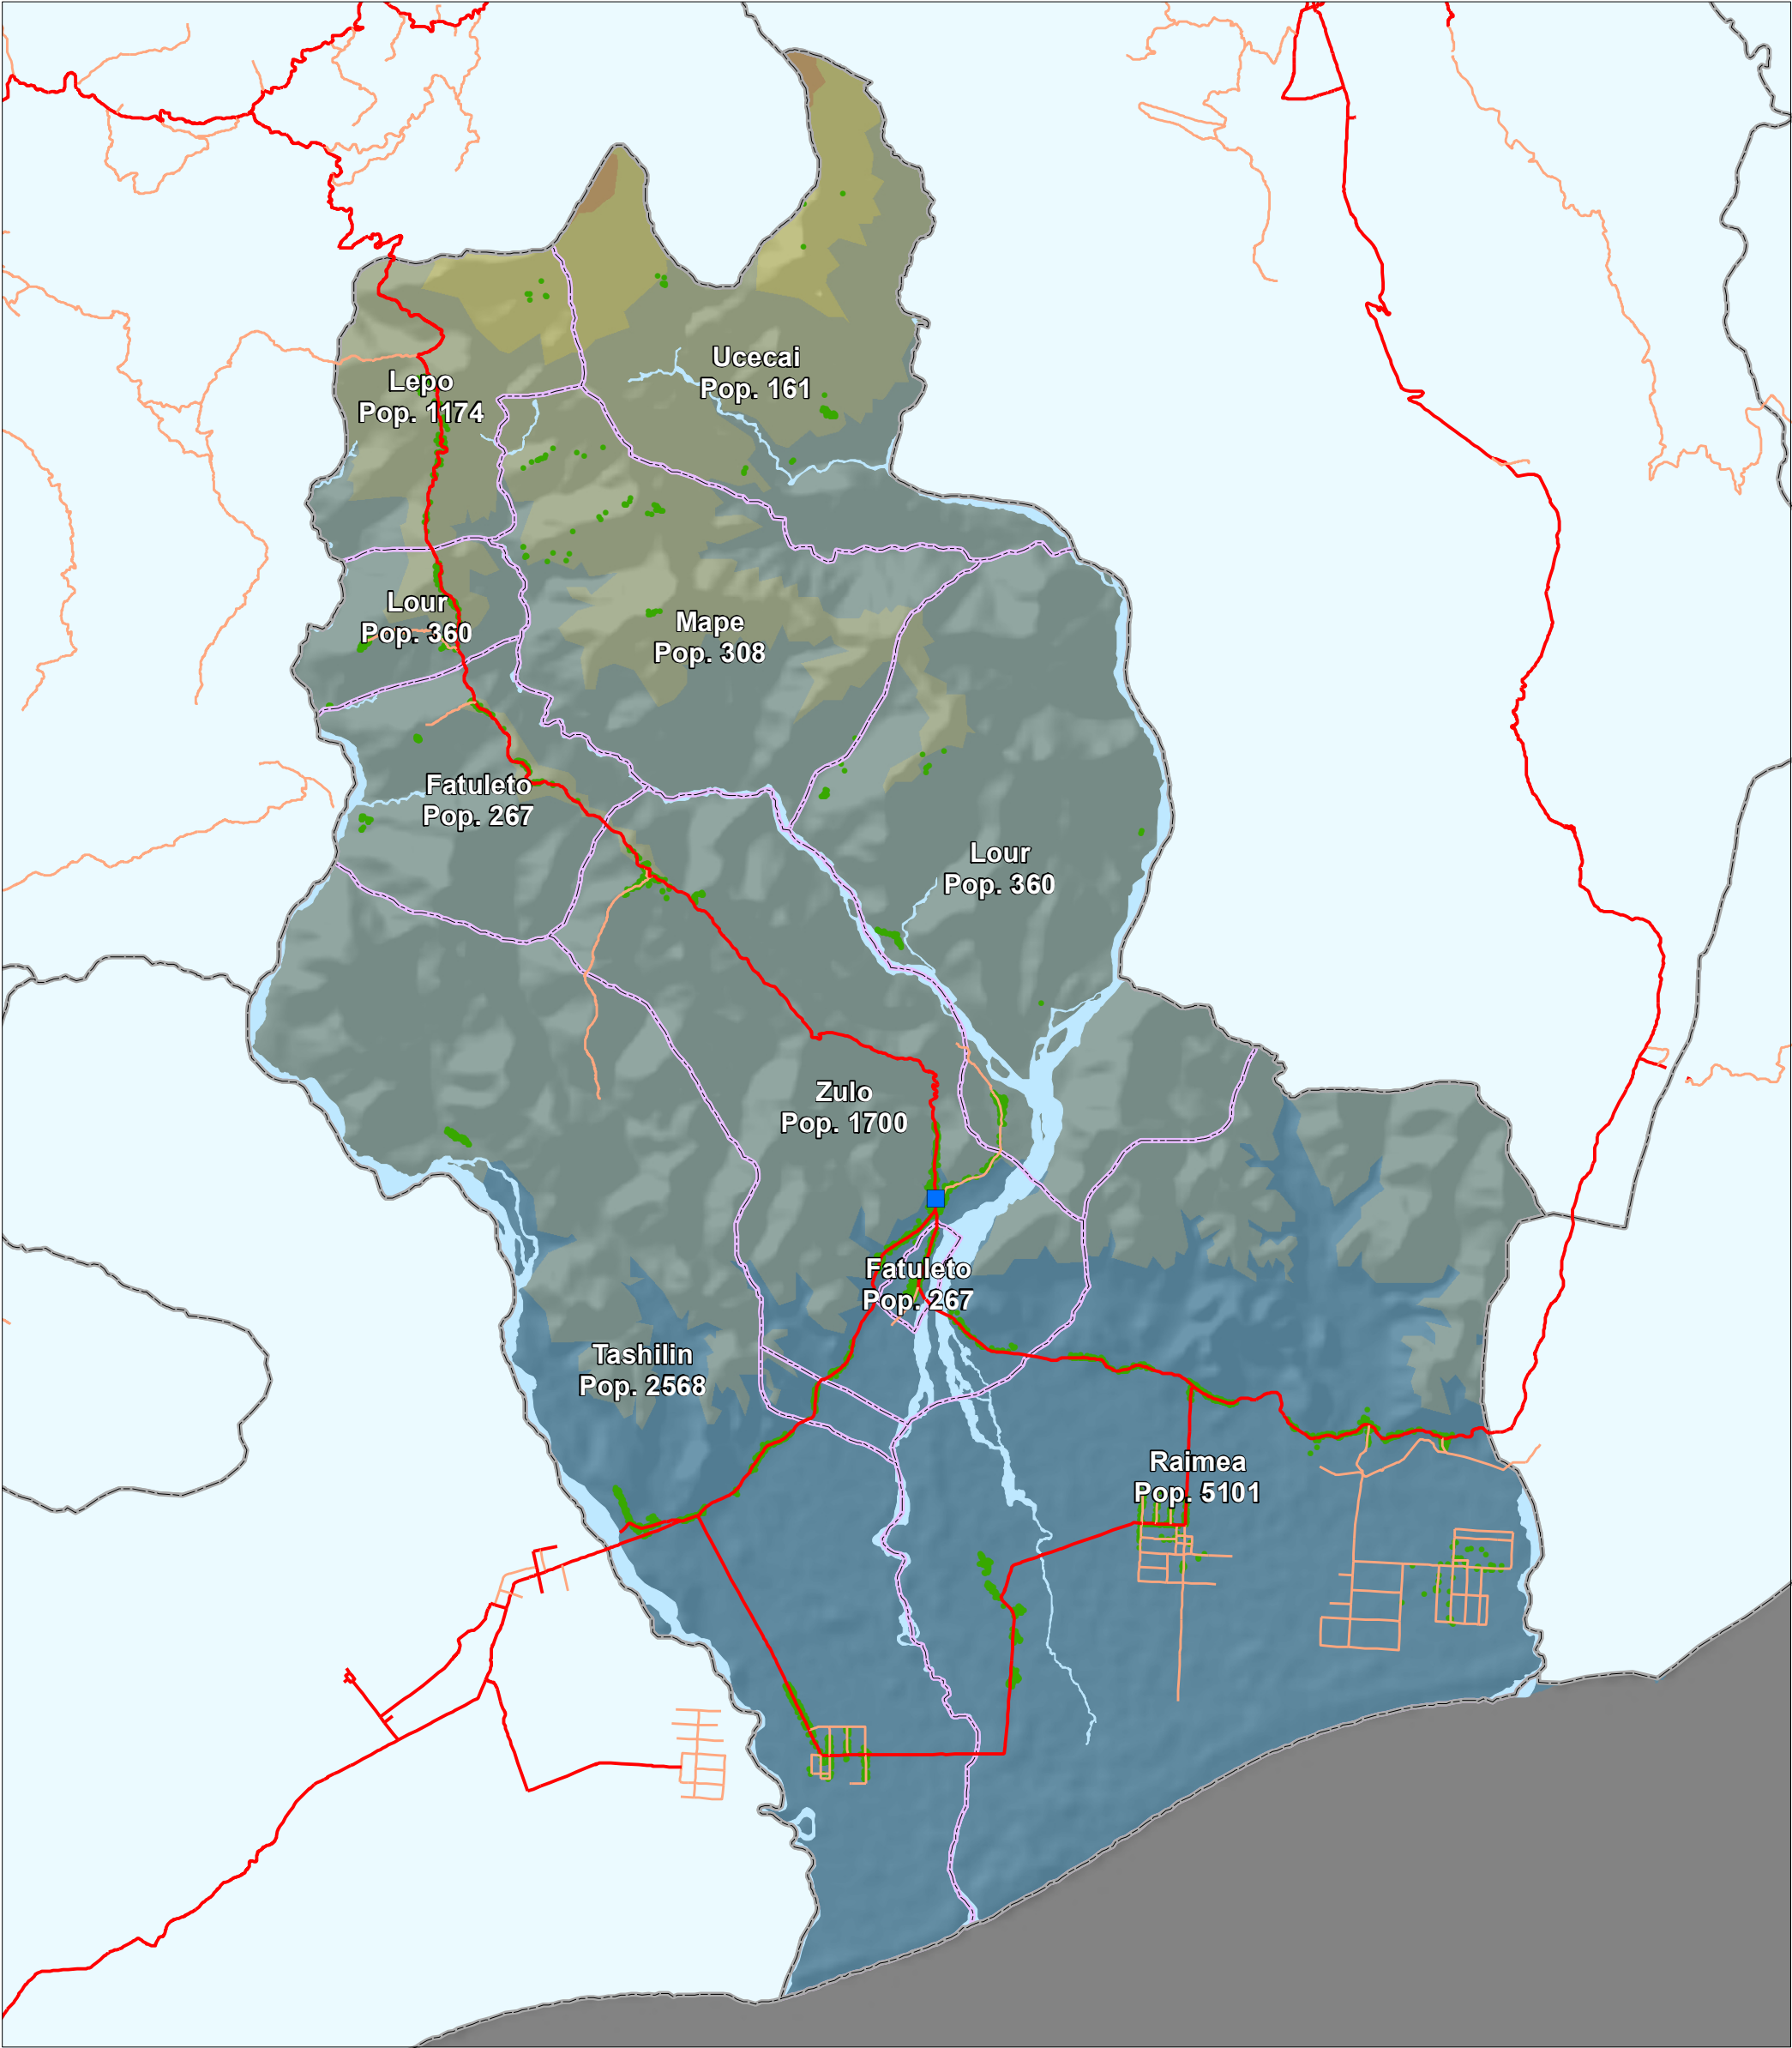 Ucecai
Pop. 161
Lepo
Pop. 1174
Lour
Pop. 360
Mape
Pop. 308
Fatuleto
Pop. 267
Lour
Pop. 360
Zulo
Pop. 1700
Fatuleto
Pop. 267
Tashilin
Pop. 2568
Raimea
Pop. 5101